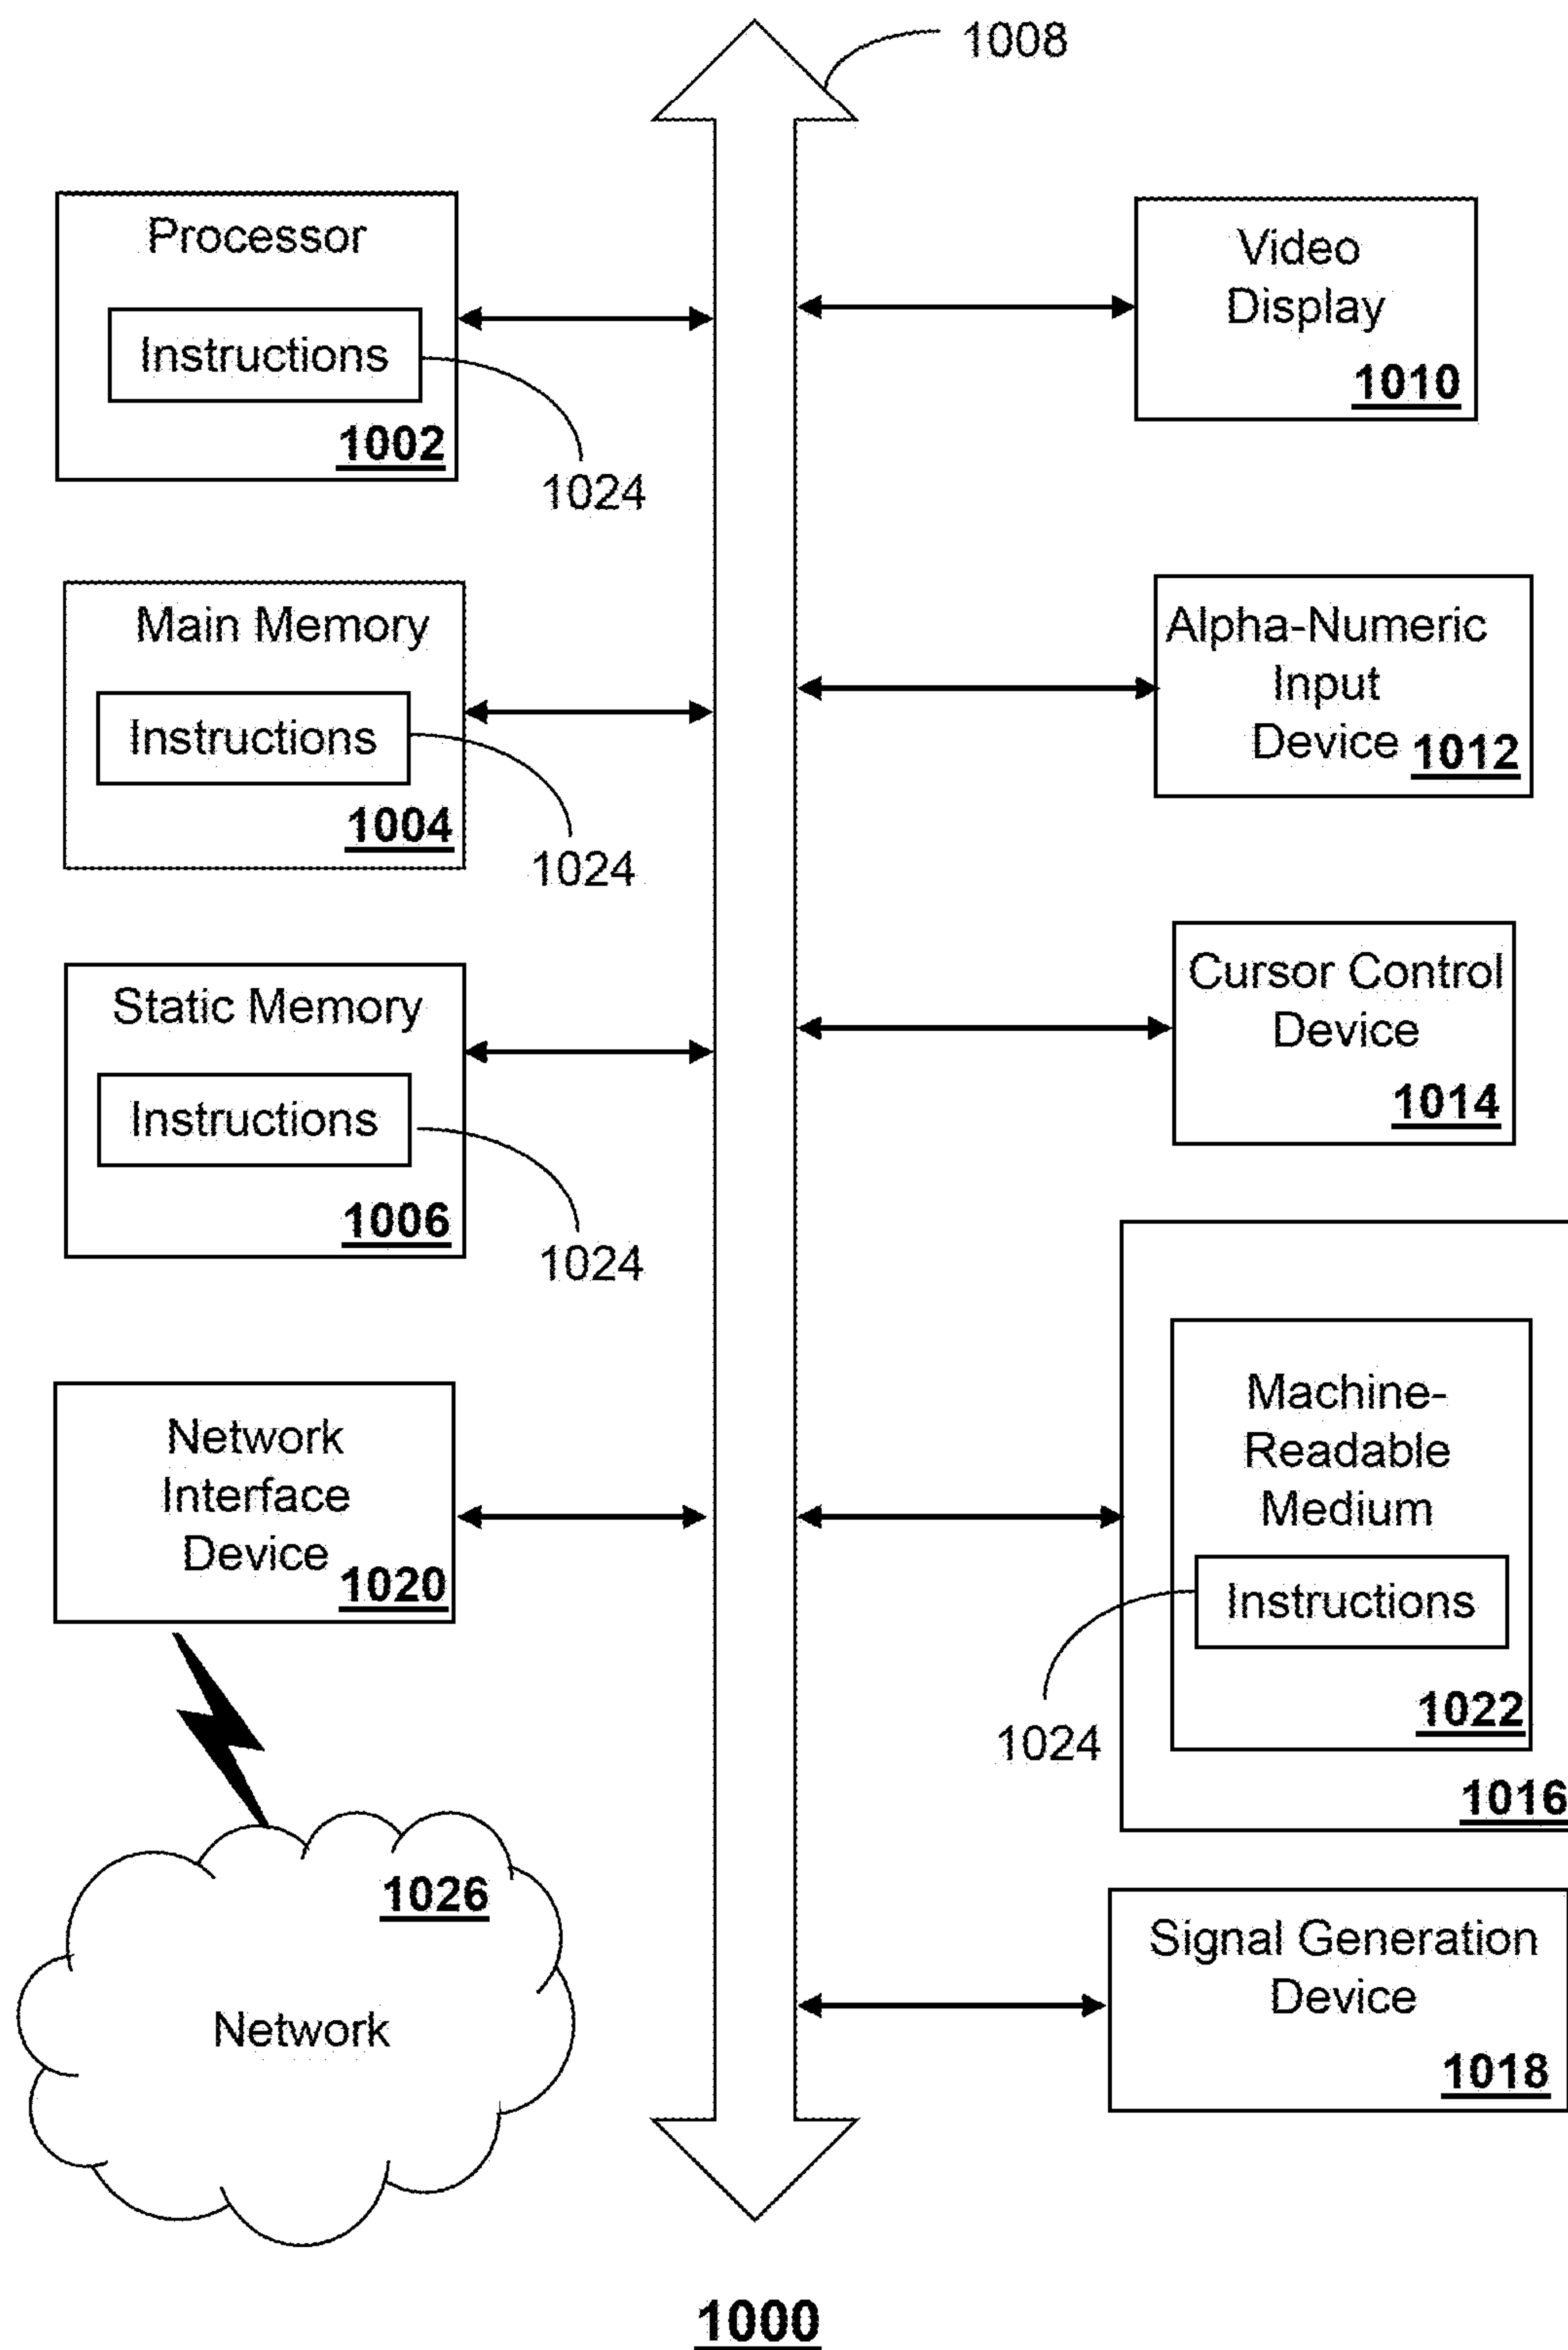 1008
Processor
Instructions
1002
1024
Video
Display
1010
Main Memory
Instructions
1004
1024
Alpha-Numeric
Input
Device 1012
Static Memory
Instructions
1006
1024
Cursor Control
Device
1014
Network
Interface
Device
1020
Machine-
Readable
Medium
Instructions
1022
1024
1016
1026
Network
Signal Generation
Device
1018
1000